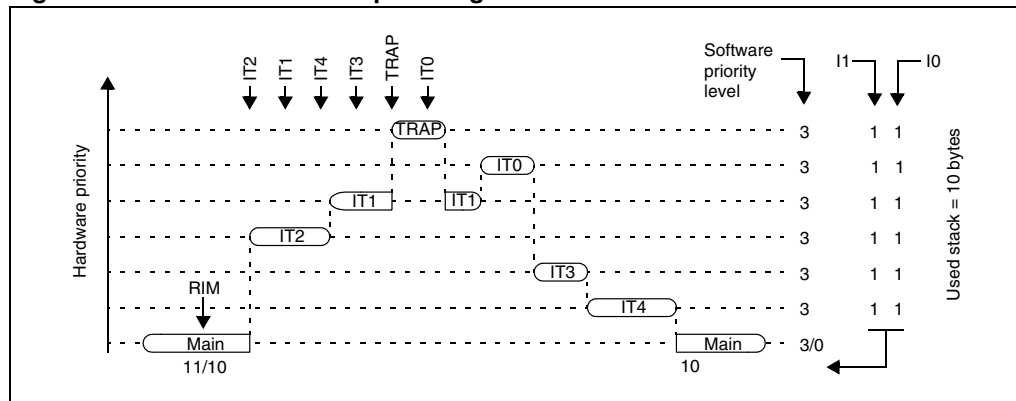 IT2
IT1
IT4
IT3
TRAP
IT0
Software
priority
level
I1
I0
Hardware priority
TRAP
3
1 1
IT0
3
1 1
IT1
IT1
3
1 1
IT2
3
1 1
IT3
3
1 1
RIM
IT4
3
1 1
Main
Main
3/0
11/10
10
Used stack = 10 bytes